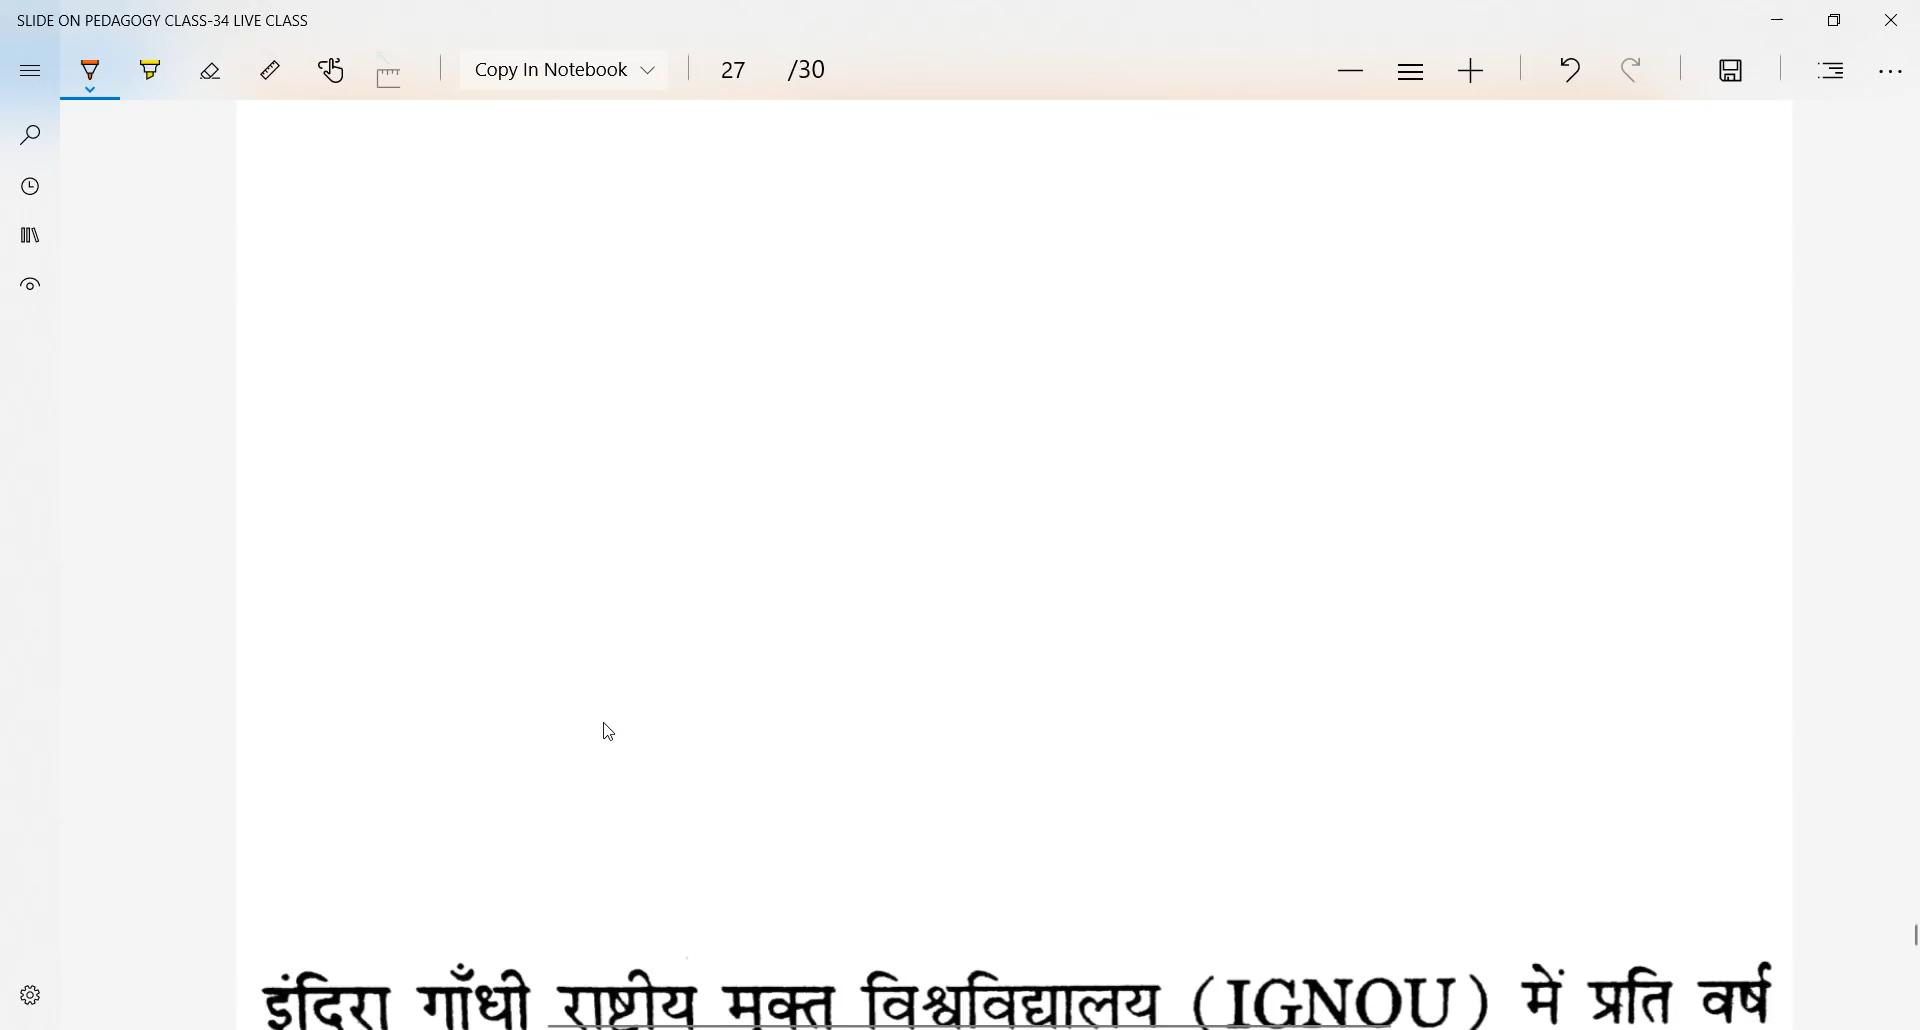 SLIDE ON PEDAGOGY CLASS-34 LIVE CLASS
Copy In Notebook 27 /30
इंदिरा गाँधी राष्ट्रीय मुक्त विश्वविद्यालय (IGNOU) में प्रति वर्ष